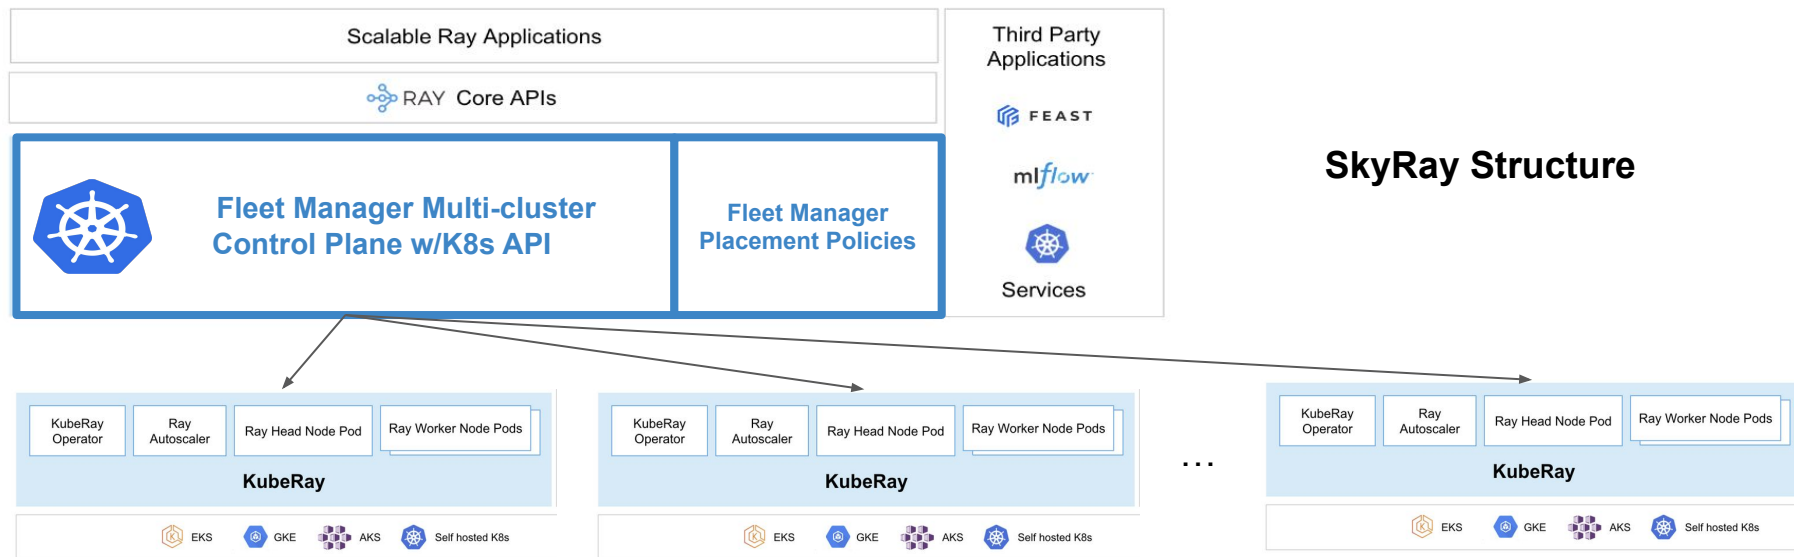 Scalable Ray Applications
RAY Core APIs
Fleet Manager Multi-cluster
Control Plane w/K8s API
Fleet Manager
Placement Policies
Third Party
Applications
FEAST
mlflow
Services
SkyRay Structure
KubeRay
Operator
Ray
Autoscaler
Ray Head Node Pod
Ray Worker Node Pods
KubeRay
EKS
GKE
AKS
Self hosted K8s
KubeRay
Operator
Ray
Autoscaler
Ray Head Node Pod
Ray Worker Node Pods
KubeRay
EKS
GKE
AKS
Self hosted K8s
...
KubeRay
Operator
Ray
Autoscaler
Ray Head Node Pod
Ray Worker Node Pods
KubeRay
EKS
GKE
AKS
Self hosted K8s